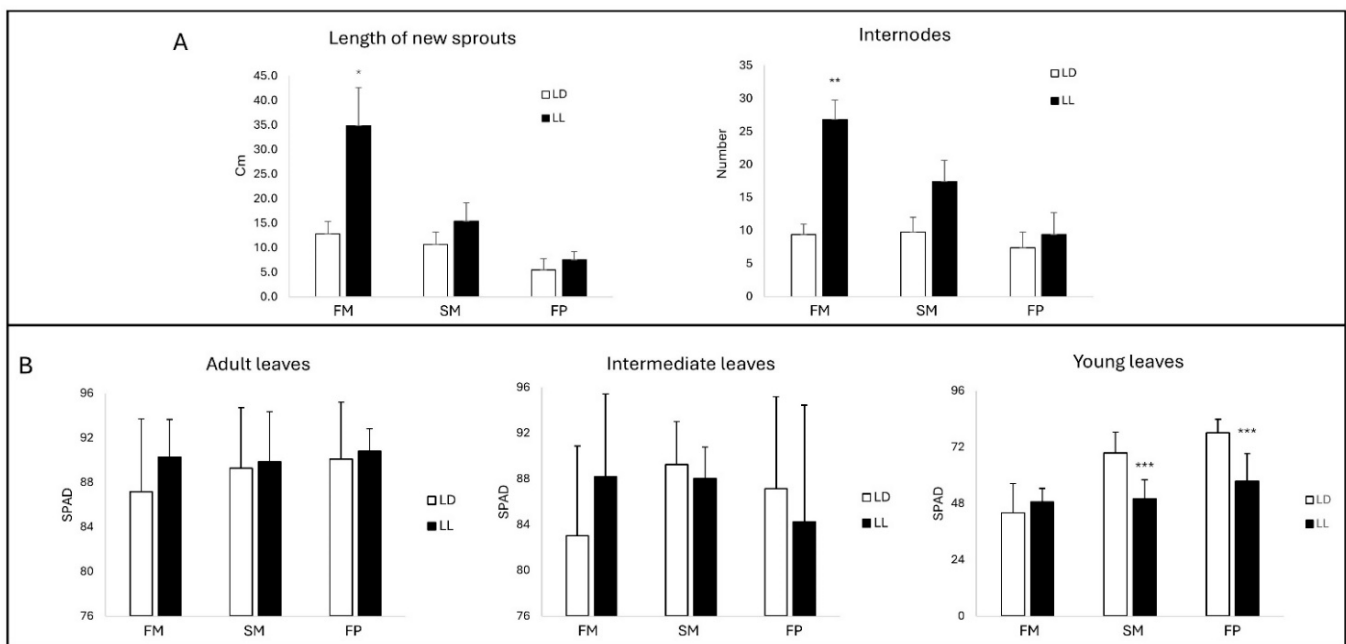 A
Length of new sprouts
Cm
45.0
40.0
35.0
30.0
25.0
20.0
15.0
10.0
5.0
0.0
*
LD
LL
FM SM FP
Internodes
Number
35
30
25
20
15
10
5
0
**
LD
LL
FM SM FP
B
Adult leaves
SPAD
96
92
88
84
80
76
LD
LL
FM SM FP
Intermediate leaves
SPAD
96
92
88
84
80
76
LD
LL
FM SM FP
Young leaves
SPAD
96
72
48
24
0
*** ***
LD
LL
FM SM FP